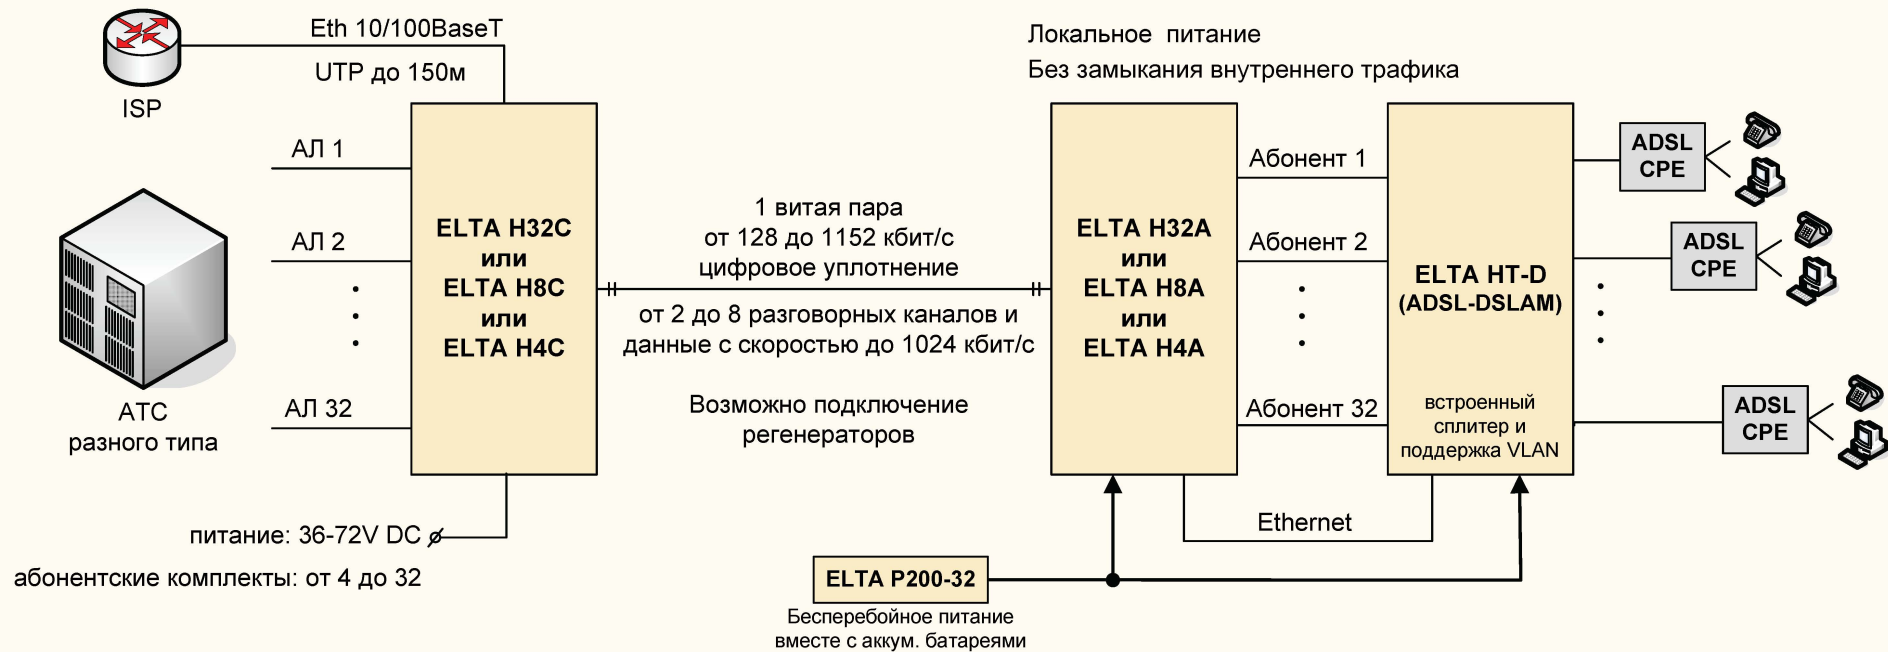 Eth 10/100BaseT
UTP до 150м
ISP
АЛ 1
АЛ 2
АЛ 32
АТС
разного типа
ELTA H32C
или
ELTA H8C
или
ELTA H4C
питание: 36-72V DC
абонентские комплекты: от 4 до 32
1 витая пара
от 128 до 1152 кбит/с
цифровое уплотнение
от 2 до 8 разговорных каналов и
данные с скоростью до 1024 кбит/с
Возможно подключение
регенераторов
Локальное питание
Без замыкания внутреннего трафика
ELTA H32A
или
ELTA H8A
или
ELTA H4A
Абонент 1
Абонент 2
Абонент 32
ELTA HT-D
(ADSL-DSLAM)
встроенный
сплитер и
поддержка VLAN
Ethernet
ELTA P200-32
Бесперебойное питание
вместе с аккум. батареями
ADSL
CPE
ADSL
CPE
ADSL
CPE